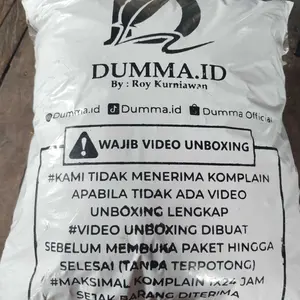 DUMMA.ID
By : Roy Kurniawan
Dumma.id Dumma.id Dumma Official
WAJIB VIDEO UNBOXING
#KAMI TIDAK MENERIMA KOMPLAIN
APABILA TIDAK ADA VIDEO
UNBOXING LENGKAP
#VIDEO UNBOXING DIBUAT
SEBELUM MEMBUKA PAKET HINGGA
SELESAI (TANPA TERPOTONG)
#MAKSIMAL KOMPLAIN 1X24 JAM
SEJAK BARANG DITERIMA